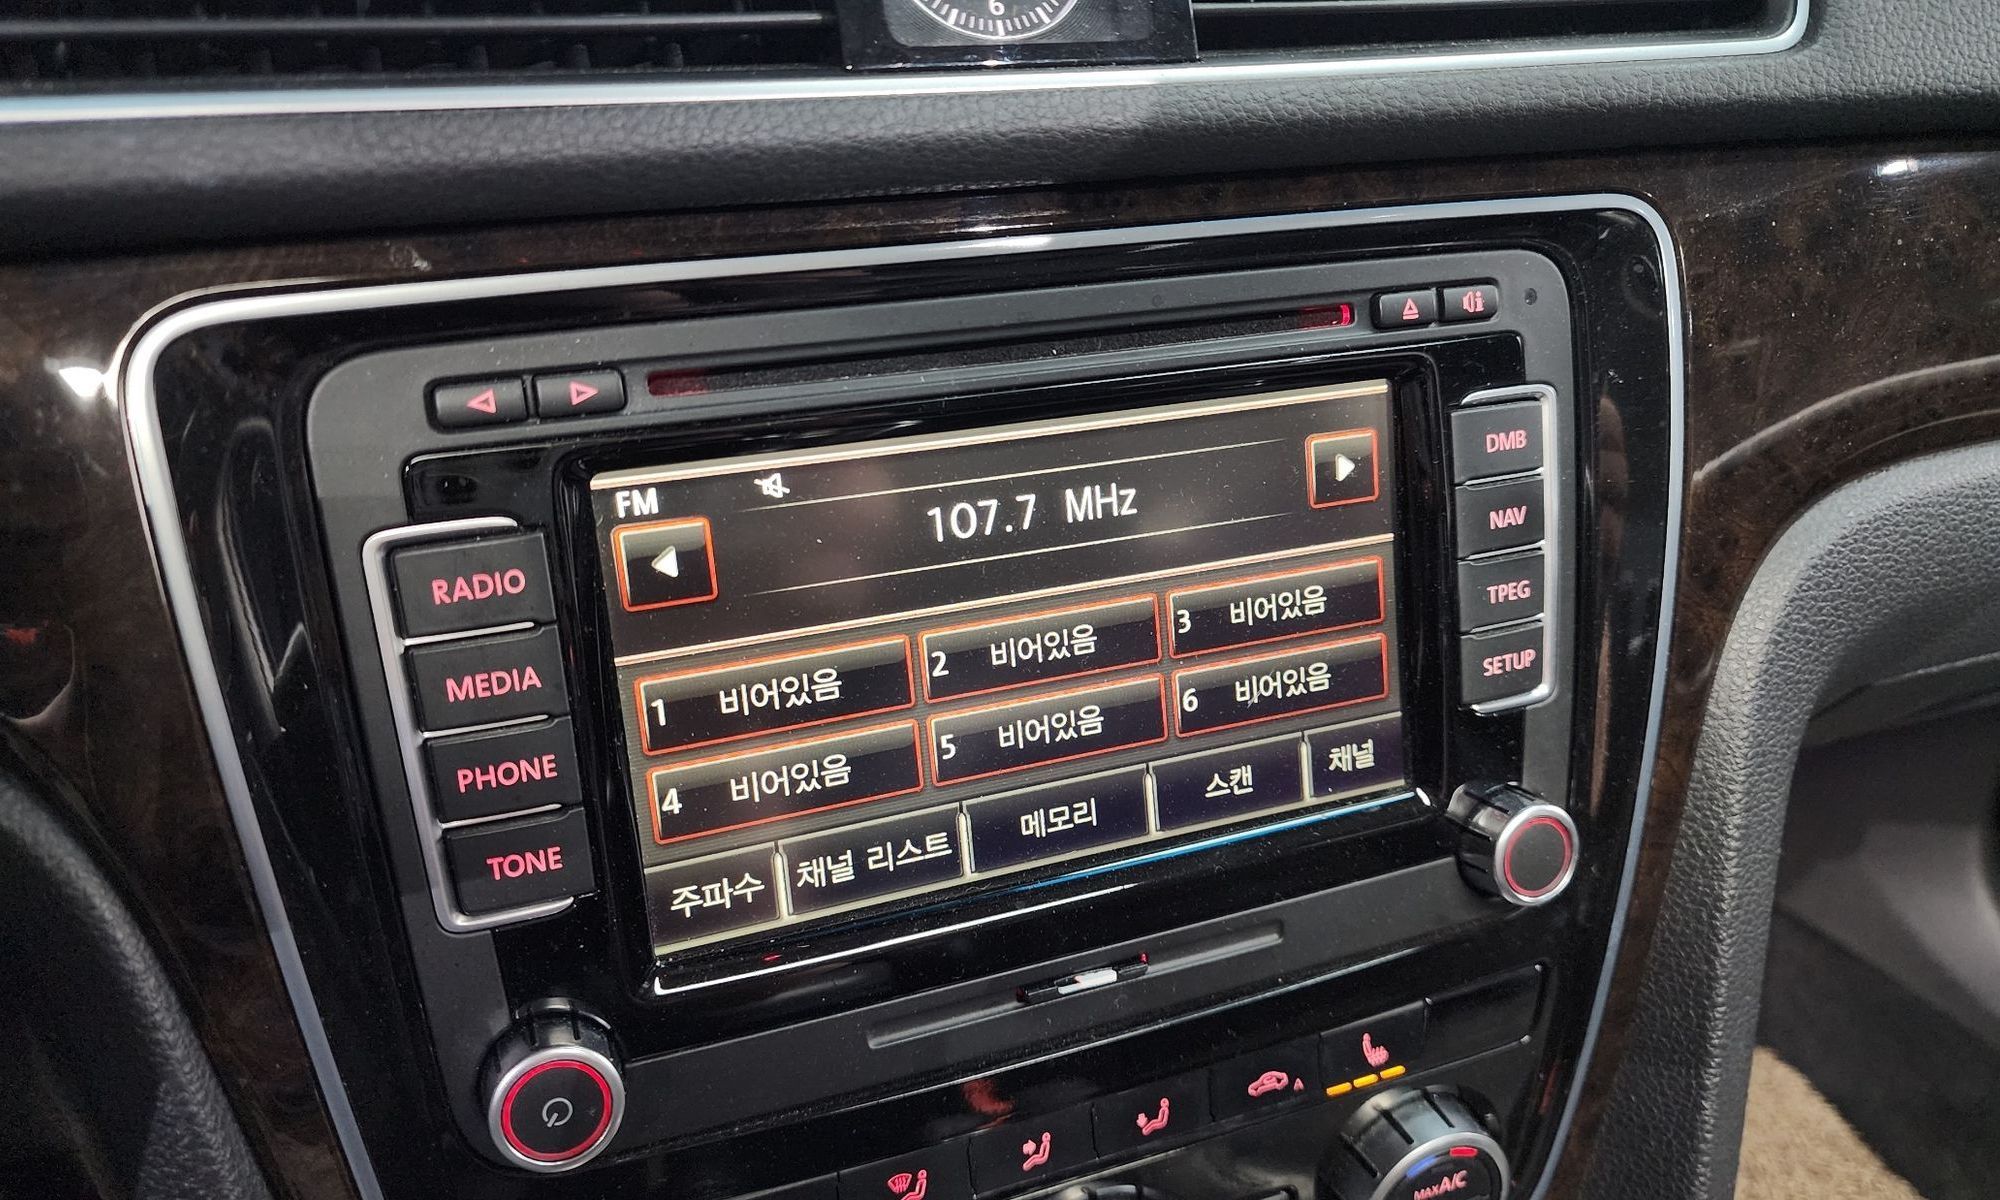 6
FM
107.7 MHz
RADIO
MEDIA
PHONE
TONE
1 비어있음
2 비어있음
3 비어있음
4 비어있음
5 비어있음
6 비어있음
주파수
채널 리스트
메모리
스캔
채널
DMB
NAV
TPEG
SETUP
MAX A/C